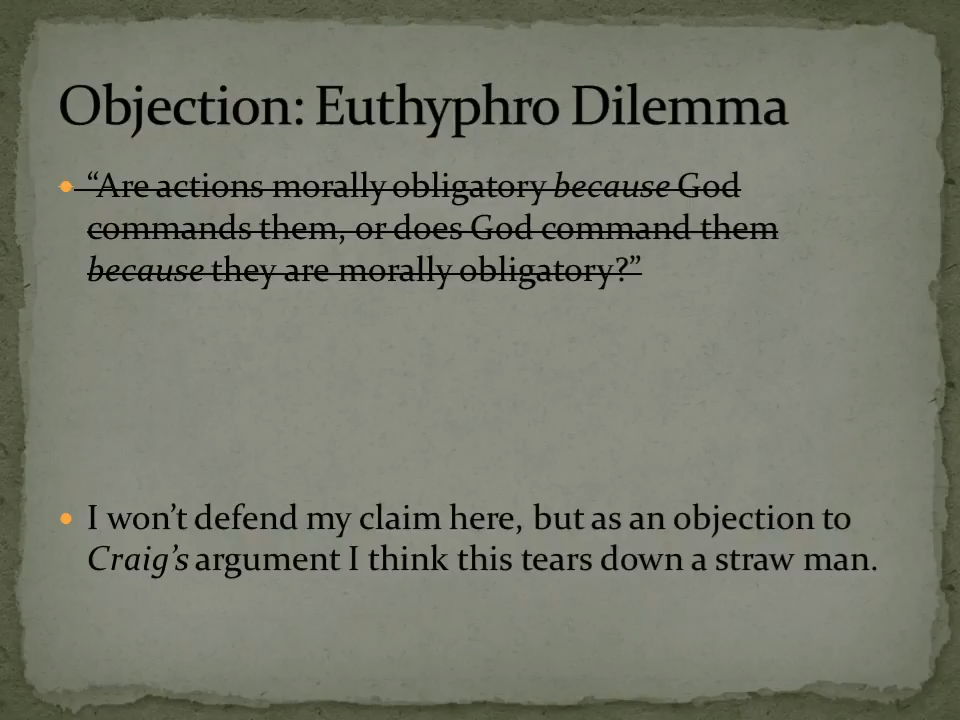 Objection: Euthyphro Dilemma
“Are actions morally obligatory because God
commands them, or does God command them
because they are morally obligatory?”
I won’t defend my claim here, but as an objection to
Craig’s argument I think this tears down a straw man.